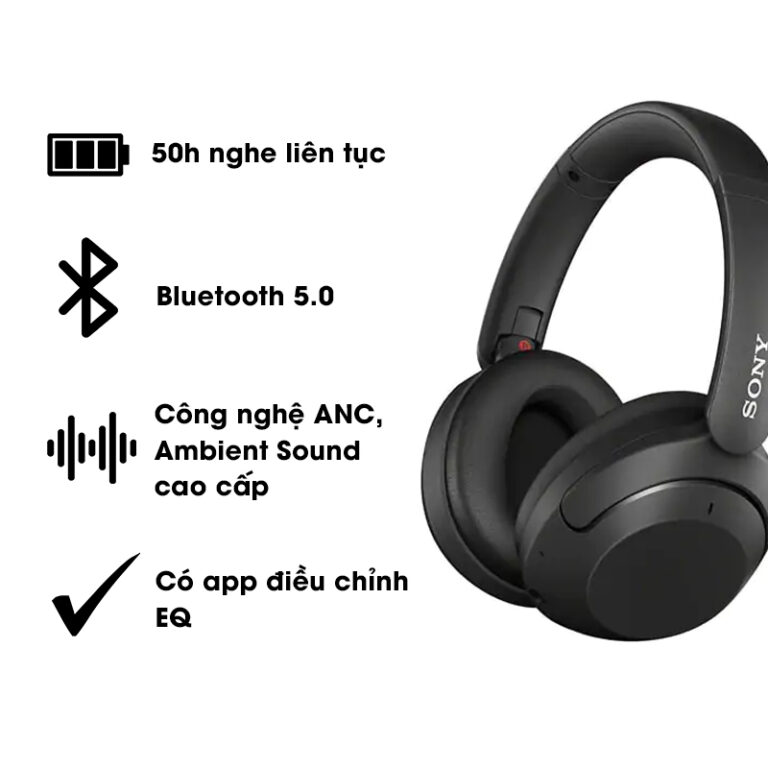 50h nghe liên tục
Bluetooth 5.0
Công nghệ ANC,
Ambient Sound
cao cấp
Có app điều chỉnh
EQ
SONY